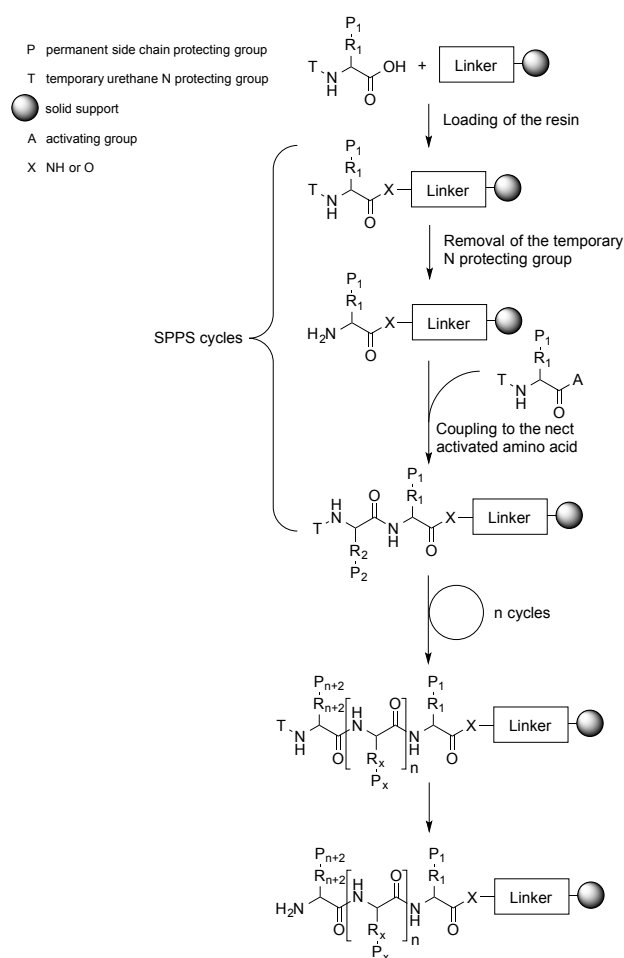 P permanent side chain protecting group
T temporary urethane N protecting group
solid support
A activating group
X NH or O
P1
R1
T N H O OH + Linker
Loading of the resin
P1
R1
T N H O X Linker
Removal of the temporary
N protecting group
P1
R1
H2N O X Linker
SPPS cycles
P1
R1
T N H O A
Coupling to the nect
activated amino acid
P1
H O R1
T N N H O X Linker
R2
P2
n cycles
Pn+2 P1
Rn+2 H N O R1
T N H O Rx n N H O X Linker
Px
Pn+2 P1
Rn+2 H N O R1
H2N O Rx n N H O X Linker
Px